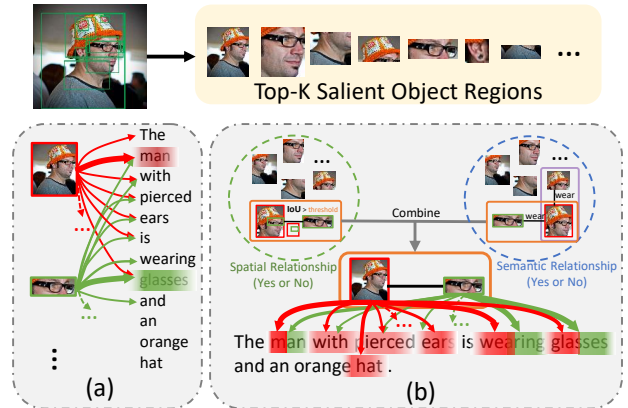 Top-K Salient Object Regions
...
The
man
with
pierced
ears
is
wearing
glasses
and
an
orange
hat
...
...
...
(a)
...
...
IoU > threshold
Combine
wear
wear
Spatial Relationship
(Yes or No)
Semantic Relationship
(Yes or No)
...
...
The man with pierced ears is wearing glasses
and an orange hat .
(b)